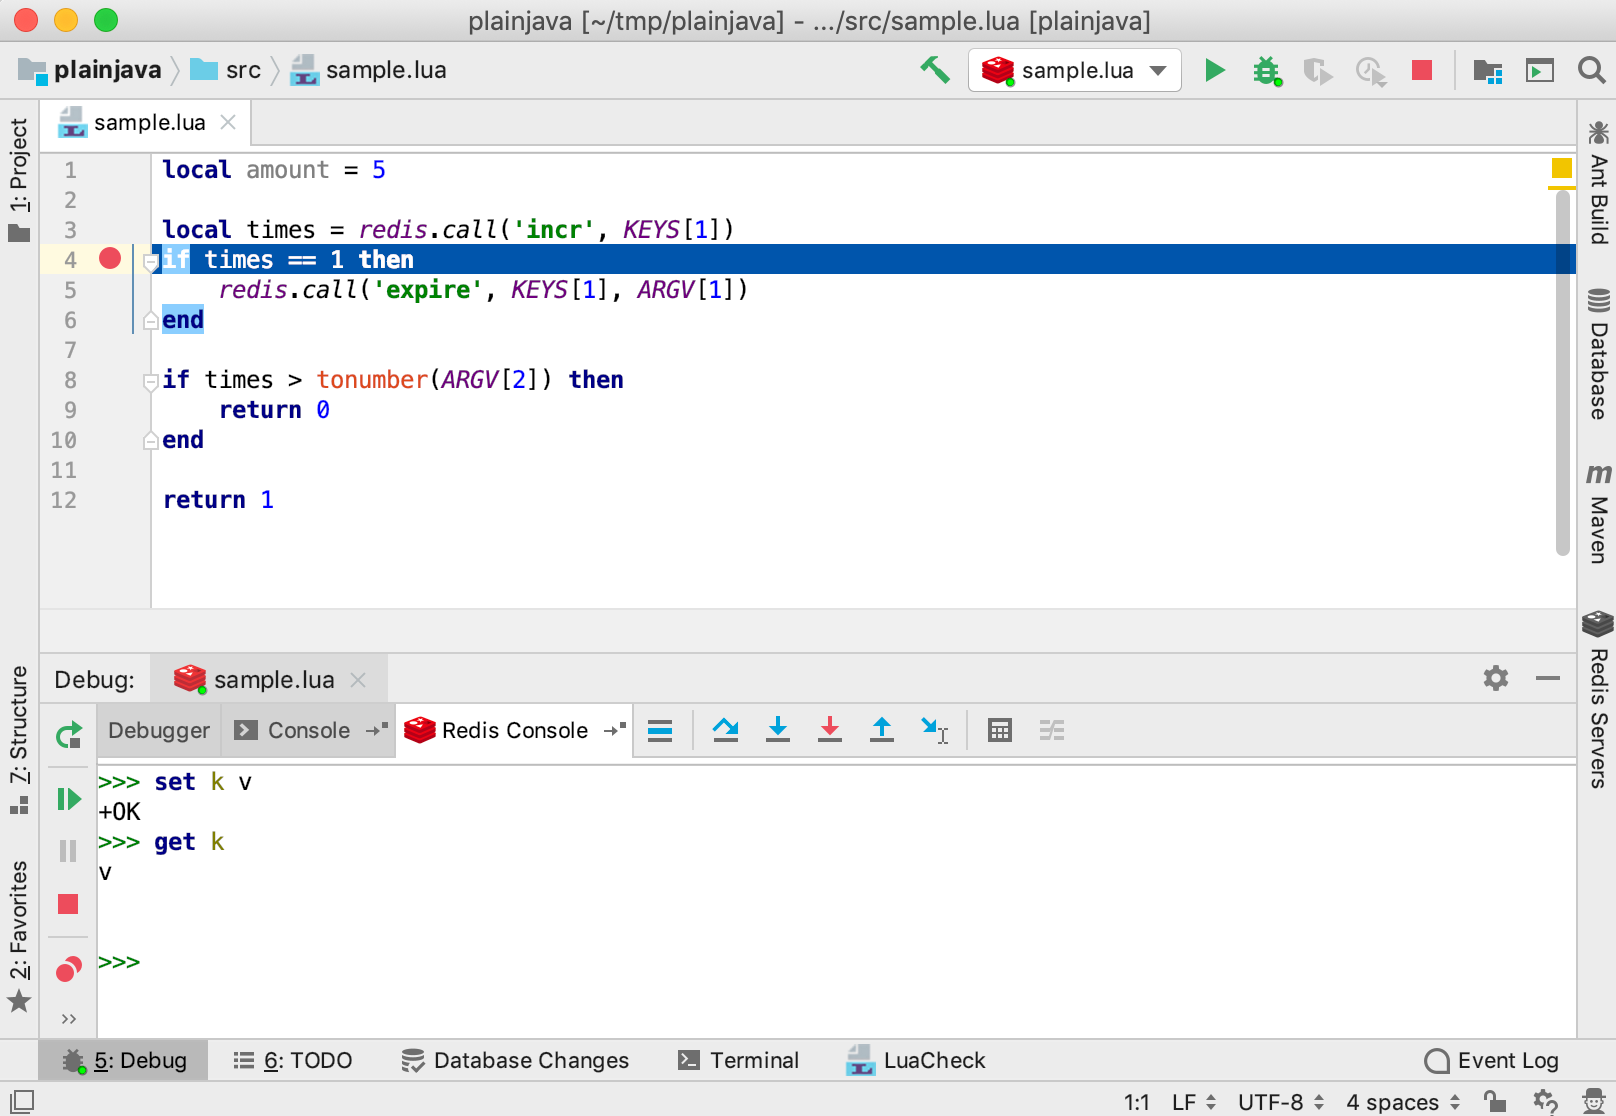 plainjava [~/tmp/plainjava] - .../src/sample.lua [plainjava]
plainjava src sample.lua sample.lua
sample.lua
1: Project
7: Structure
2: Favorites
1 local amount = 5
2
3 local times = redis.call('incr', KEYS[1])
4 if times == 1 then
5 redis.call('expire', KEYS[1], ARGV[1])
6 end
7
8 if times > tonumber(ARGV[2]) then
9 return 0
10 end
11
12 return 1
Ant Build
Database
m Maven
Redis Servers
Debug: sample.lua
Debugger Console Redis Console
>>> set k v
+OK
>>> get k
v
>>>
5: Debug 6: TODO Database Changes Terminal LuaCheck Event Log
1:1 LF UTF-8 4 spaces